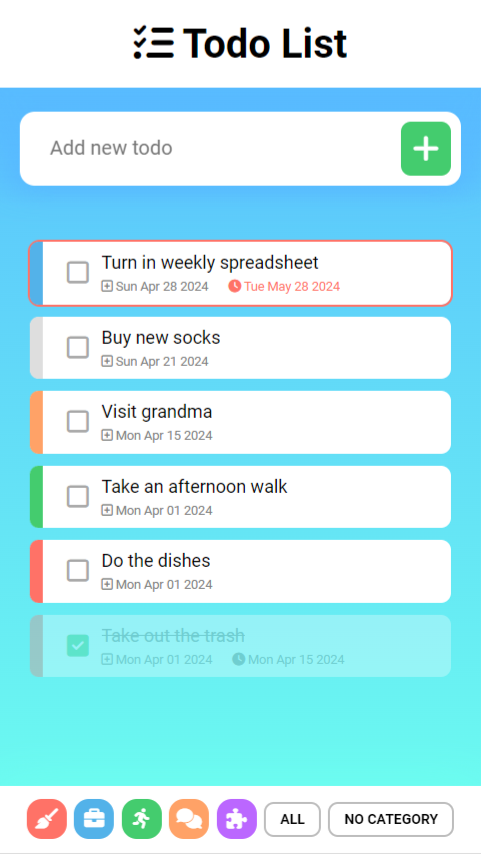 Todo List
Add new todo
Turn in weekly spreadsheet
Sun Apr 28 2024 Tue May 28 2024
Buy new socks
Sun Apr 21 2024
Visit grandma
Mon Apr 15 2024
Take an afternoon walk
Mon Apr 01 2024
Do the dishes
Mon Apr 01 2024
Take out the trash
Mon Apr 01 2024 Mon Apr 15 2024
ALL NO CATEGORY